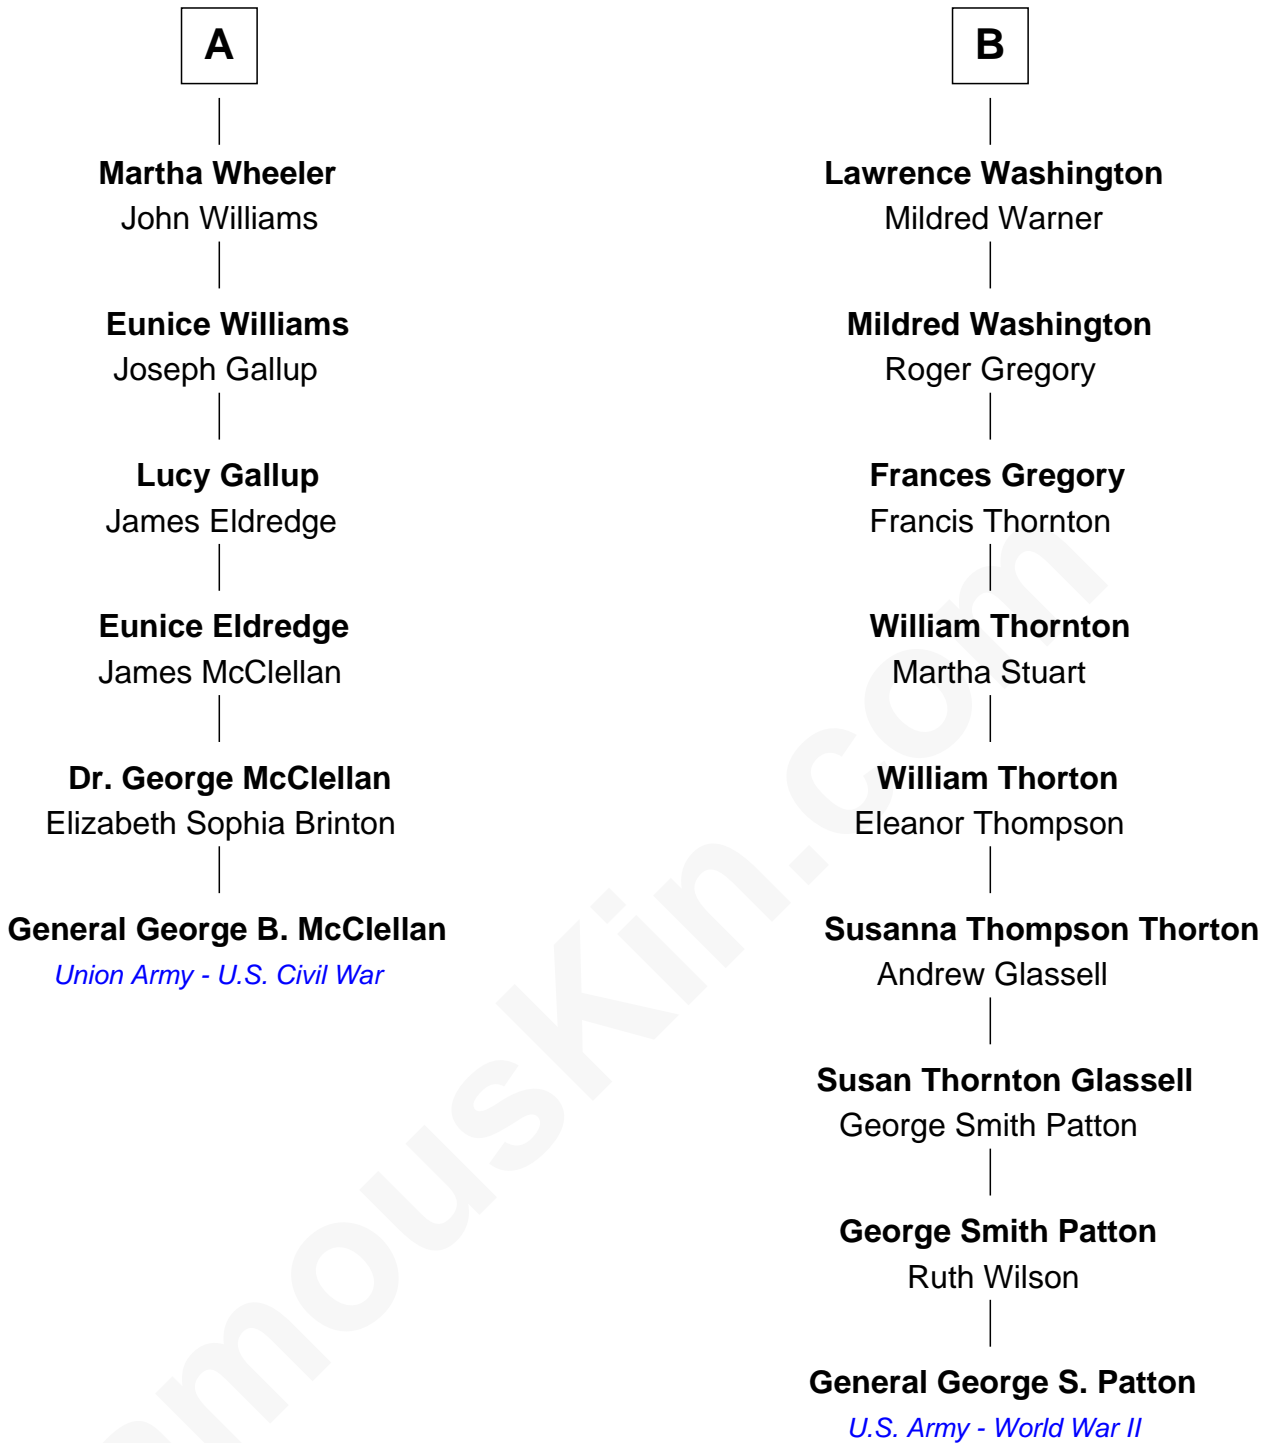 A
Martha Wheeler
John Williams
Eunice Williams
Joseph Gallup
Lucy Gallup
James Eldredge
Eunice Eldredge
James McClellan
Dr. George McClellan
Elizabeth Sophia Brinton
General George B. McClellan
Union Army - U.S. Civil War
B
Lawrence Washington
Mildred Warner
Mildred Washington
Roger Gregory
Frances Gregory
Francis Thornton
William Thornton
Martha Stuart
William Thorton
Eleanor Thompson
Susanna Thompson Thorton
Andrew Glassell
Susan Thornton Glassell
George Smith Patton
George Smith Patton
Ruth Wilson
General George S. Patton
U.S. Army - World War II
amousKin.com